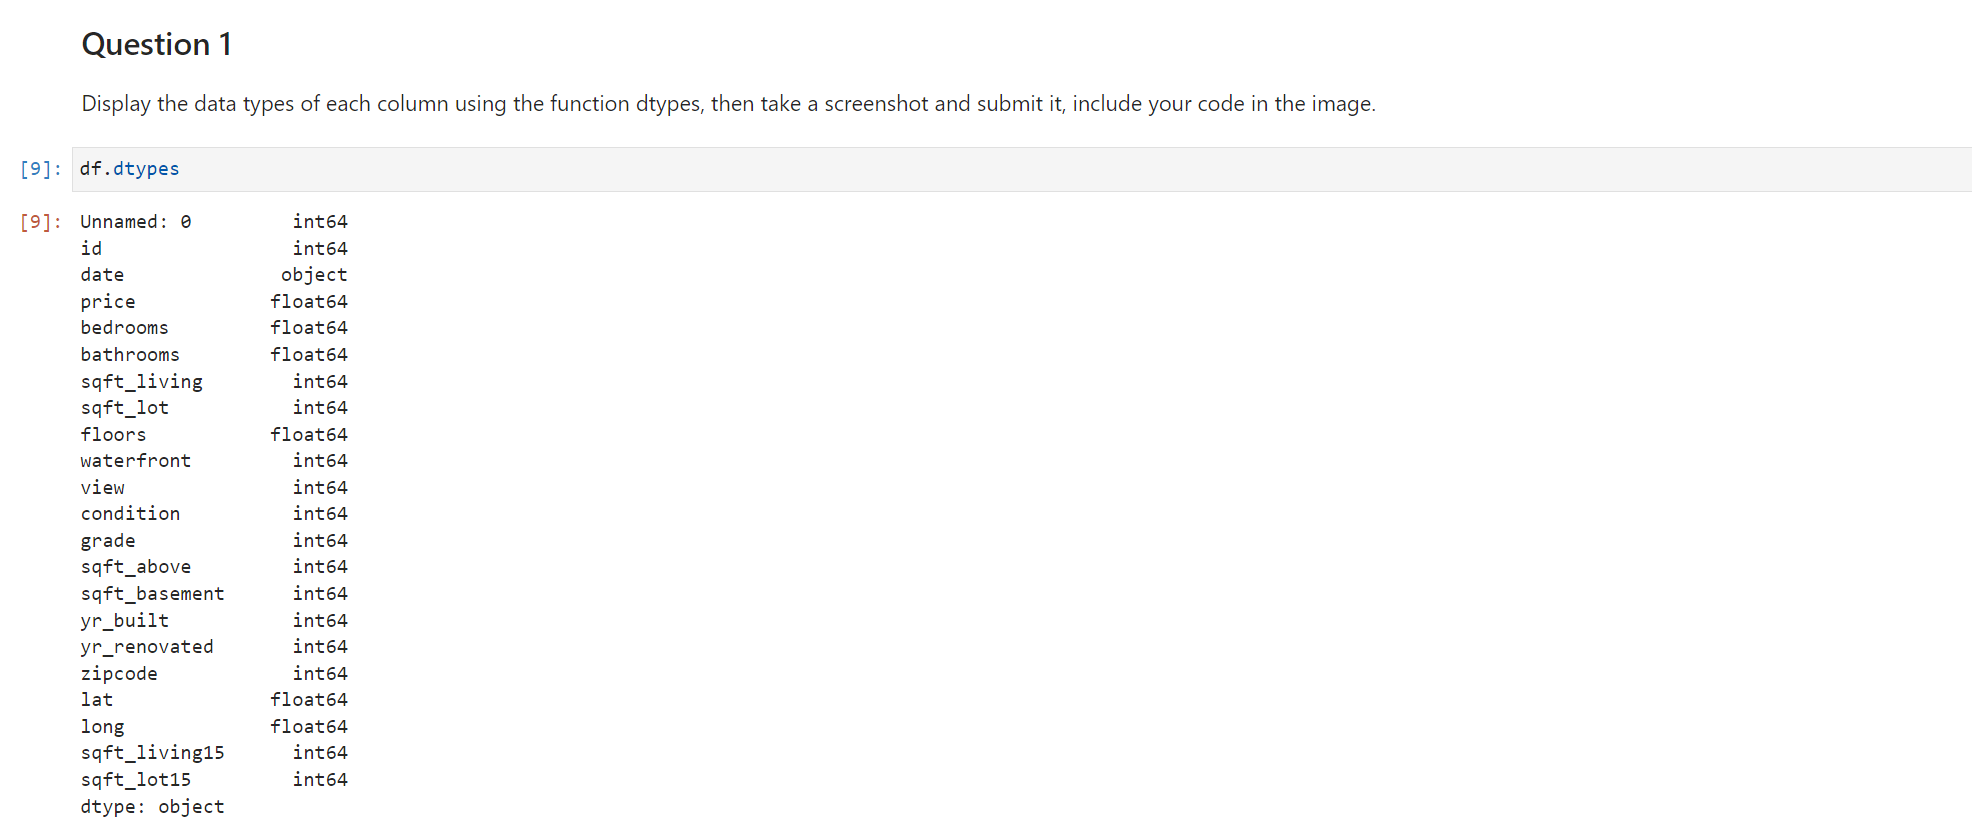 Question 1
Display the data types of each column using the function dtypes, then take a screenshot and submit it, include your code in the image.
[9]: df.dtypes
[9]: Unnamed: 0 int64
id int64
date object
price float64
bedrooms float64
bathrooms float64
sqft_living int64
sqft_lot int64
floors float64
waterfront int64
view int64
condition int64
grade int64
sqft_above int64
sqft_basement int64
yr_built int64
yr_renovated int64
zipcode int64
lat float64
long float64
sqft_living15 int64
sqft_lot15 int64
dtype: object